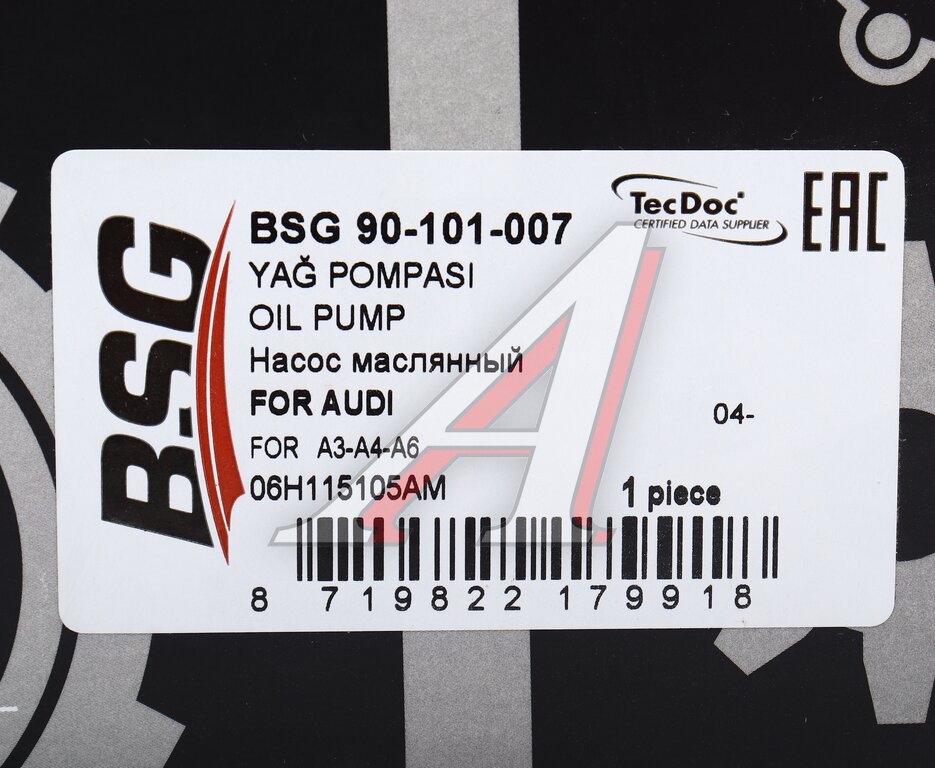 BSG
BSG 90-101-007
YAĞ POMPASI
OIL PUMP
Насос маслянный
FOR AUDI
FOR A3-A4-A6
06H115105AM
04-
1 piece
TecDoc®
CERTIFIED DATA SUPPLIER
EAC
8 719822 179918